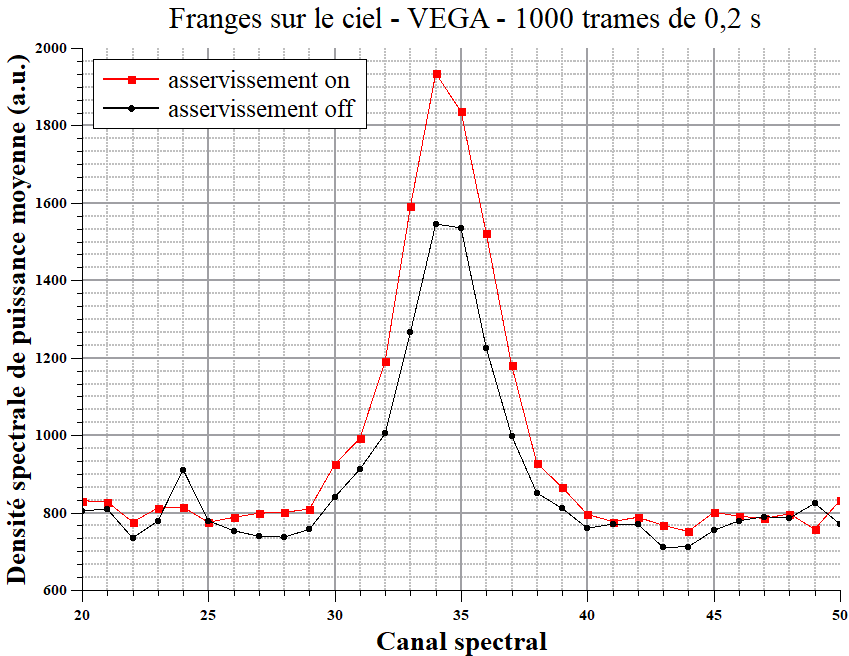 Franges sur le ciel - VEGA - 1000 trames de 0,2 s
asservissement on
asservissement off
Densité spectrale de puissance moyenne (a.u.)
2000
1800
1600
1400
1200
1000
800
600
20 25 30 35 40 45 50
Canal spectral